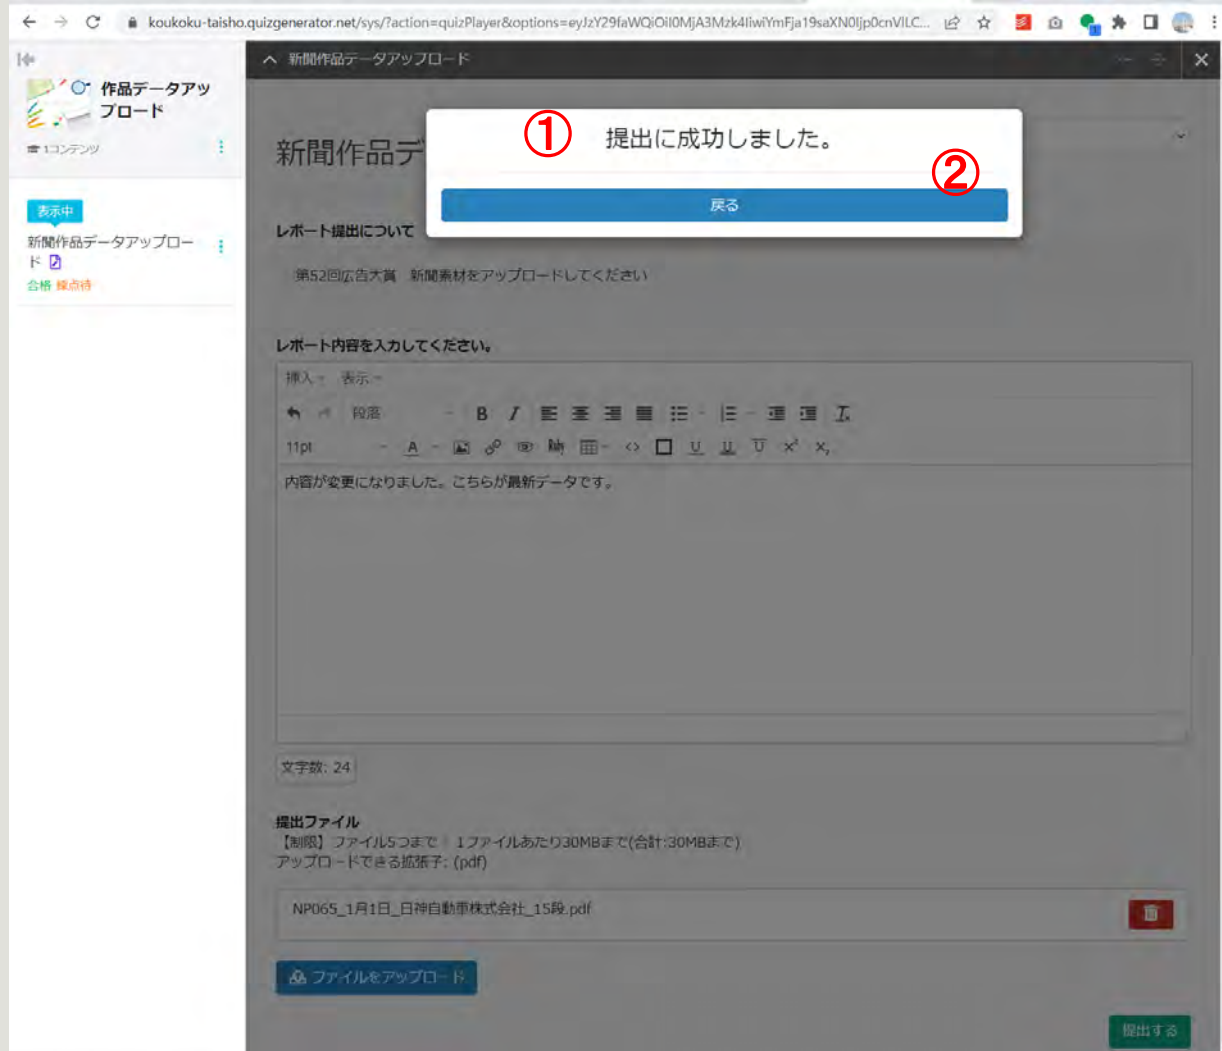 koukoku-taisho.quizgenerator.net/sys/?action=quizPlayer&options=eyJzY29faWQiOiI0MjA3Mzk4IiwiYmFja19saXN0Ijp0cnVlLC...
新聞作品データアップロード
作品データアッ
プロード
1コンテンツ
表示中
新聞作品データアップロー
ド
合格 採点待
新聞作品デ
① 提出に成功しました。
②
戻る
レポート提出について
第52回広告大賞 新聞素材をアップロードしてください
レポート内容を入力してください。
挿入 表示
段落 B I
11pt A U U U x² x₂
内容が変更になりました。こちらが最新データです。
文字数: 24
提出ファイル
【制限】ファイル5つまで 1ファイルあたり30MBまで(合計:30MBまで)
アップロードできる拡張子: (pdf)
NP065_1月1日_日神自動車株式会社_15段.pdf
ファイルをアップロード
提出する